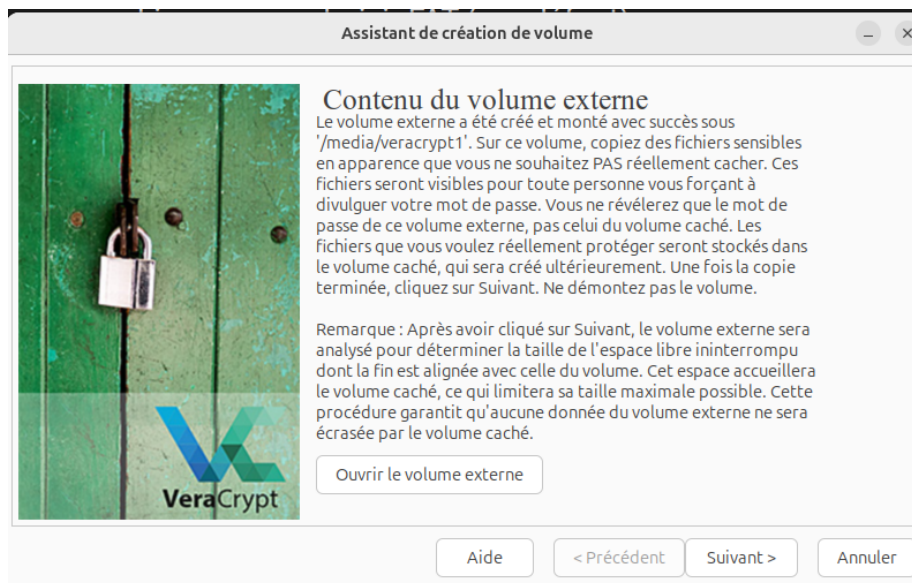 Assistant de création de volume
Contenu du volume externe
Le volume externe a été créé et monté avec succès sous
'/media/veracrypt1'. Sur ce volume, copiez des fichiers sensibles
en apparence que vous ne souhaitez PAS réellement cacher. Ces
fichiers seront visibles pour toute personne vous forçant à
divulguer votre mot de passe. Vous ne révélerez que le mot de
passe de ce volume externe, pas celui du volume caché. Les
fichiers que vous voulez réellement protéger seront stockés dans
le volume caché, qui sera créé ultérieurement. Une fois la copie
terminée, cliquez sur Suivant. Ne démontez pas le volume.
Remarque : Après avoir cliqué sur Suivant, le volume externe sera
analysé pour déterminer la taille de l'espace libre ininterrompu
dont la fin est alignée avec celle du volume. Cet espace accueillera
le volume caché, ce qui limitera sa taille maximale possible. Cette
procédure garantit qu'aucune donnée du volume externe ne sera
écrasée par le volume caché.
VeraCrypt
Ouvrir le volume externe
Aide
< Précédent
Suivant >
Annuler